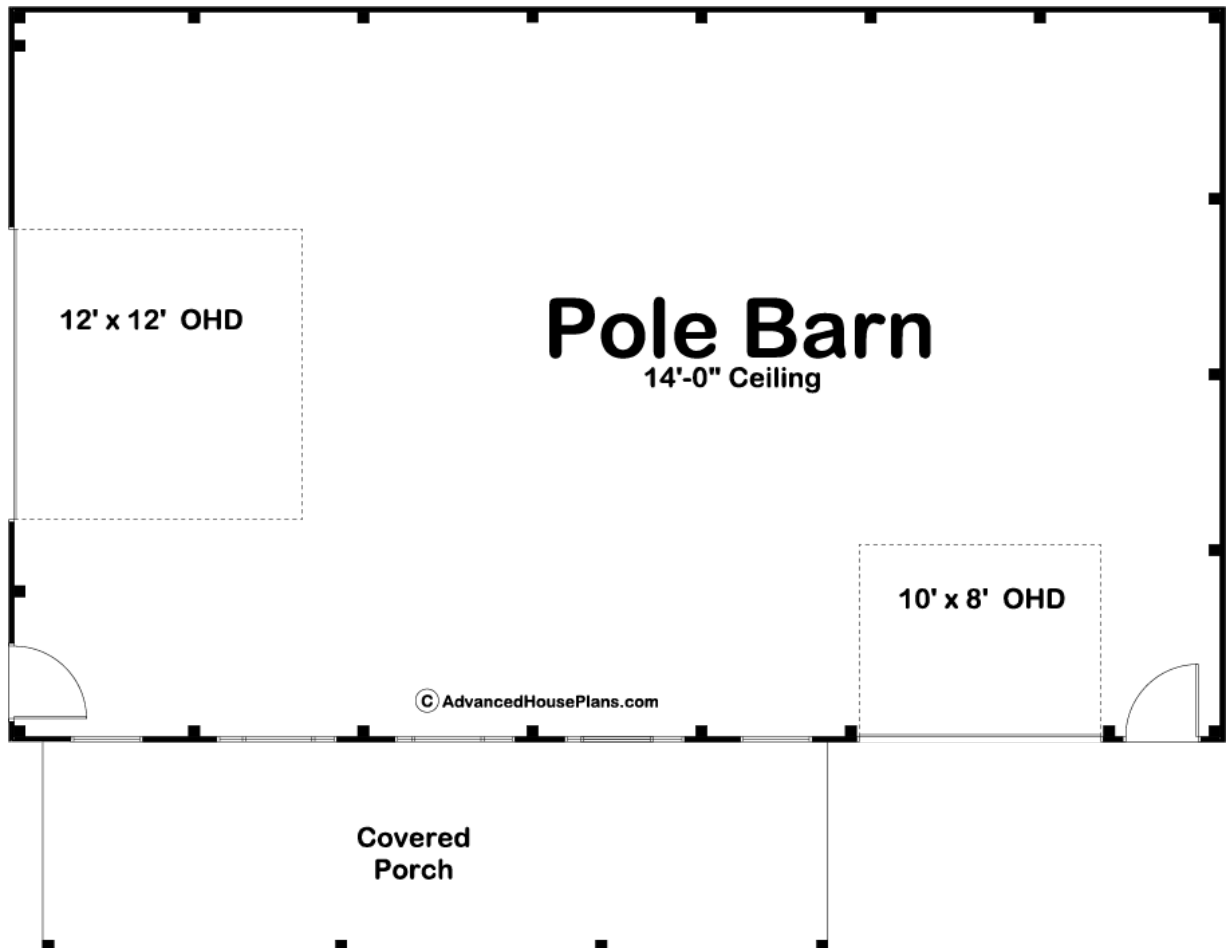 12' x 12' OHD
Pole Barn
14'-0" Ceiling
10' x 8' OHD
© AdvancedHousePlans.com
Covered
Porch